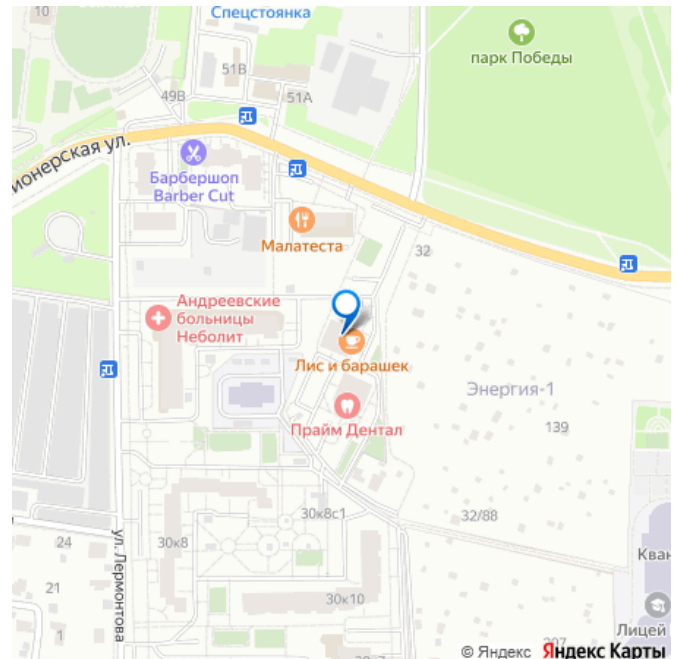 10
Спецстоянка
51В
парк Победы
49В
51А
ионерская ул.
Барбершоп
Barber Cut
Малатеста
32
Андреевские
больницы
Неболит
Лис и барашек
Энергия-1
Прайм Дентал
139
30к8с1
32/88
30к8
24
ул. Лермонтова
Кван
21
30к10
1
Лицей
© Яндекс Яндекс Карты